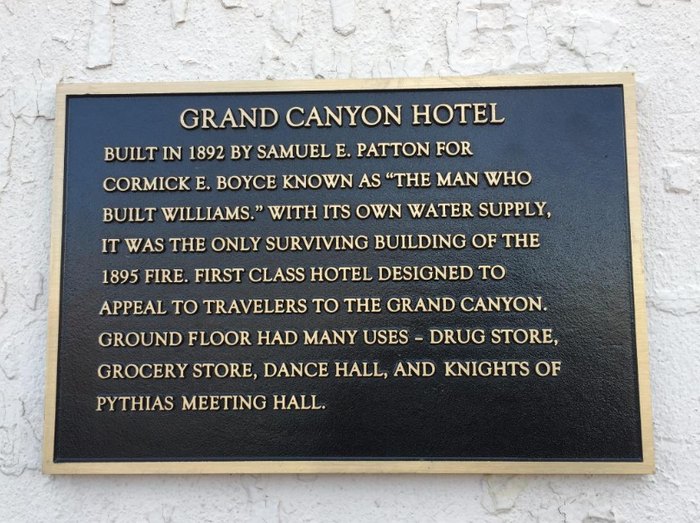 GRAND CANYON HOTEL
BUILT IN 1892 BY SAMUEL E. PATTON FOR
CORMICK E. BOYCE KNOWN AS “THE MAN WHO
BUILT WILLIAMS.” WITH ITS OWN WATER SUPPLY,
IT WAS THE ONLY SURVIVING BUILDING OF THE
1895 FIRE. FIRST CLASS HOTEL DESIGNED TO
APPEAL TO TRAVELERS TO THE GRAND CANYON.
GROUND FLOOR HAD MANY USES – DRUG STORE,
GROCERY STORE, DANCE HALL, AND KNIGHTS OF
PYTHIAS MEETING HALL.